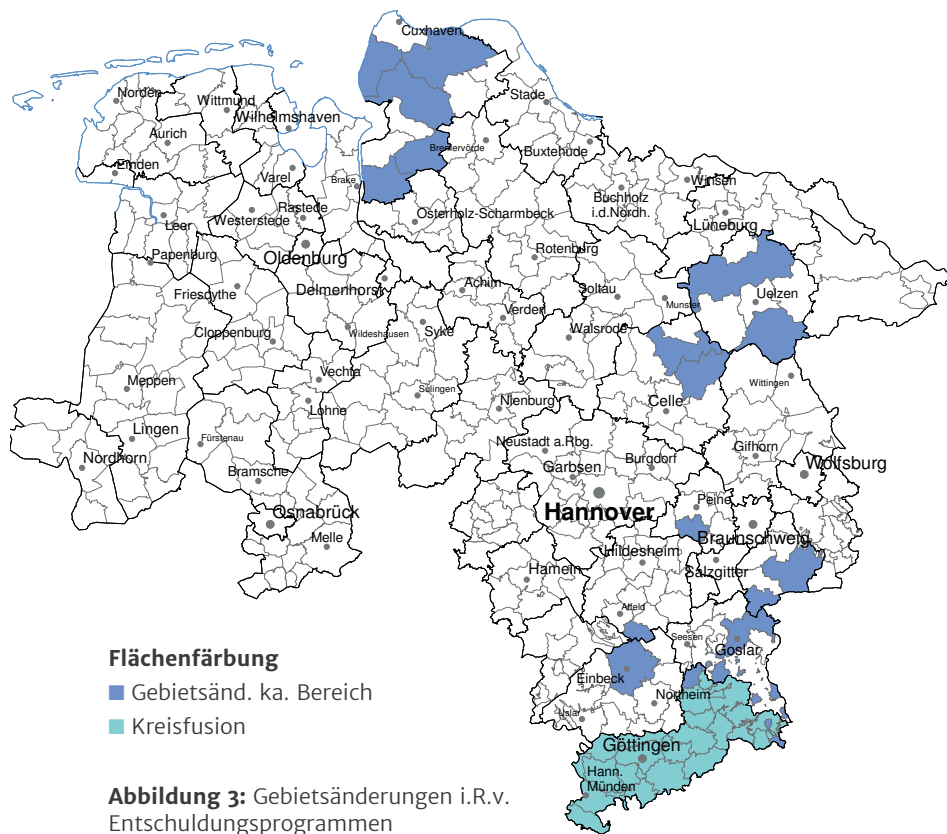 Cuxhaven
Norden
Wittmund
Wilhelmshaven
Stade
Aurich
Bremervörde
Buxtehude
Emden
Varel
Brake
Winsen
Buchholz
i.d.Nordh.
Rastede
Westerstede
Osterholz-Scharmbeck
Lüneburg
Leer
Oldenburg
Rotenburg
Papenburg
Friesoythe
Delmenhorst
Achim
Soltau
Munster
Uelzen
Verden
Cloppenburg
Wildeshausen
Syke
Walsrode
Vechta
Meppen
Sulingen
Wittingen
Lohne
Nienburg
Celle
Lingen
Fürstenau
Neustadt a.Rbg.
Gifhorn
Nordhorn
Bramsche
Garbsen
Burgdorf
Wolfsburg
Osnabrück
Hannover
Peine
Melle
Braunschweig
Hildesheim
Hameln
Salzgitter
Alfeld
Seesen
Goslar
Einbeck
Northeim
Uslar
Göttingen
Hann.
Münden
Flächenfärbung
Gebietsänd. ka. Bereich
Kreisfusion
Abbildung 3: Gebietsänderungen i.R.v.
Entschuldungsprogrammen